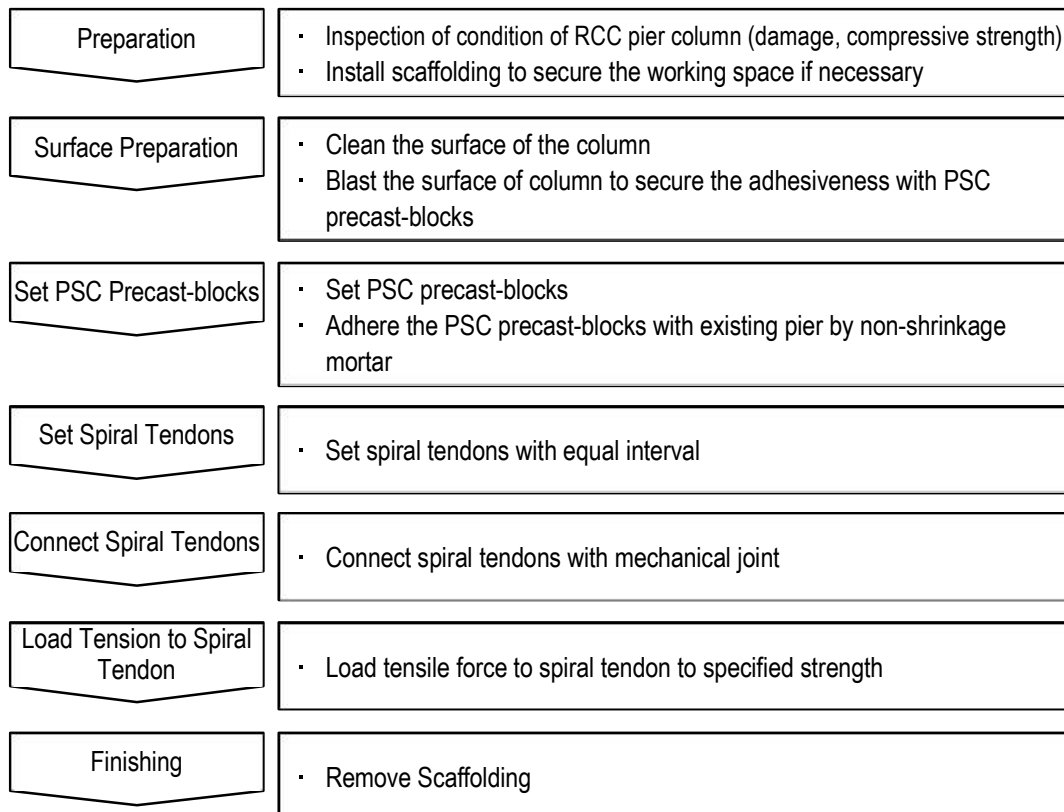 Preparation
· Inspection of condition of RCC pier column (damage, compressive strength)
· Install scaffolding to secure the working space if necessary
Surface Preparation
· Clean the surface of the column
· Blast the surface of column to secure the adhesiveness with PSC
precast-blocks
Set PSC Precast-blocks
· Set PSC precast-blocks
· Adhere the PSC precast-blocks with existing pier by non-shrinkage
mortar
Set Spiral Tendons
· Set spiral tendons with equal interval
Connect Spiral Tendons
· Connect spiral tendons with mechanical joint
Load Tension to Spiral
Tendon
· Load tensile force to spiral tendon to specified strength
Finishing
· Remove Scaffolding